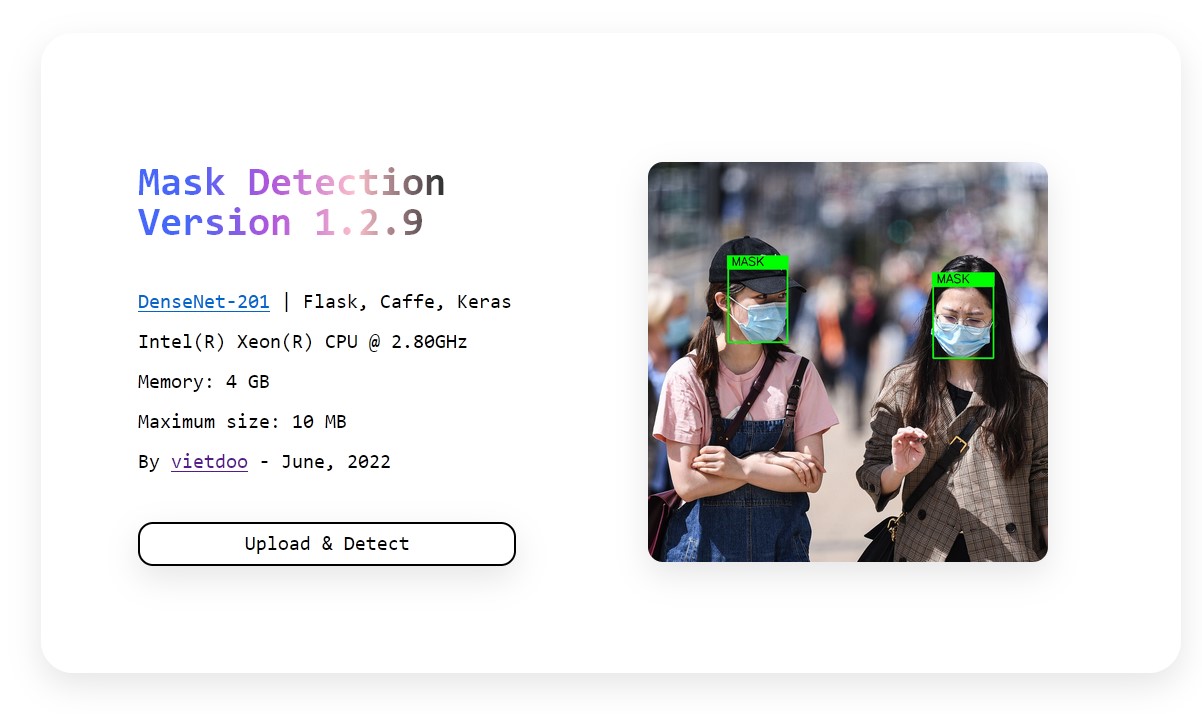 Mask Detection
Version 1.2.9
DenseNet-201 | Flask, Caffe, Keras
Intel(R) Xeon(R) CPU @ 2.80GHz
Memory: 4 GB
Maximum size: 10 MB
By vietdoo - June, 2022
Upload & Detect
MASK
MASK